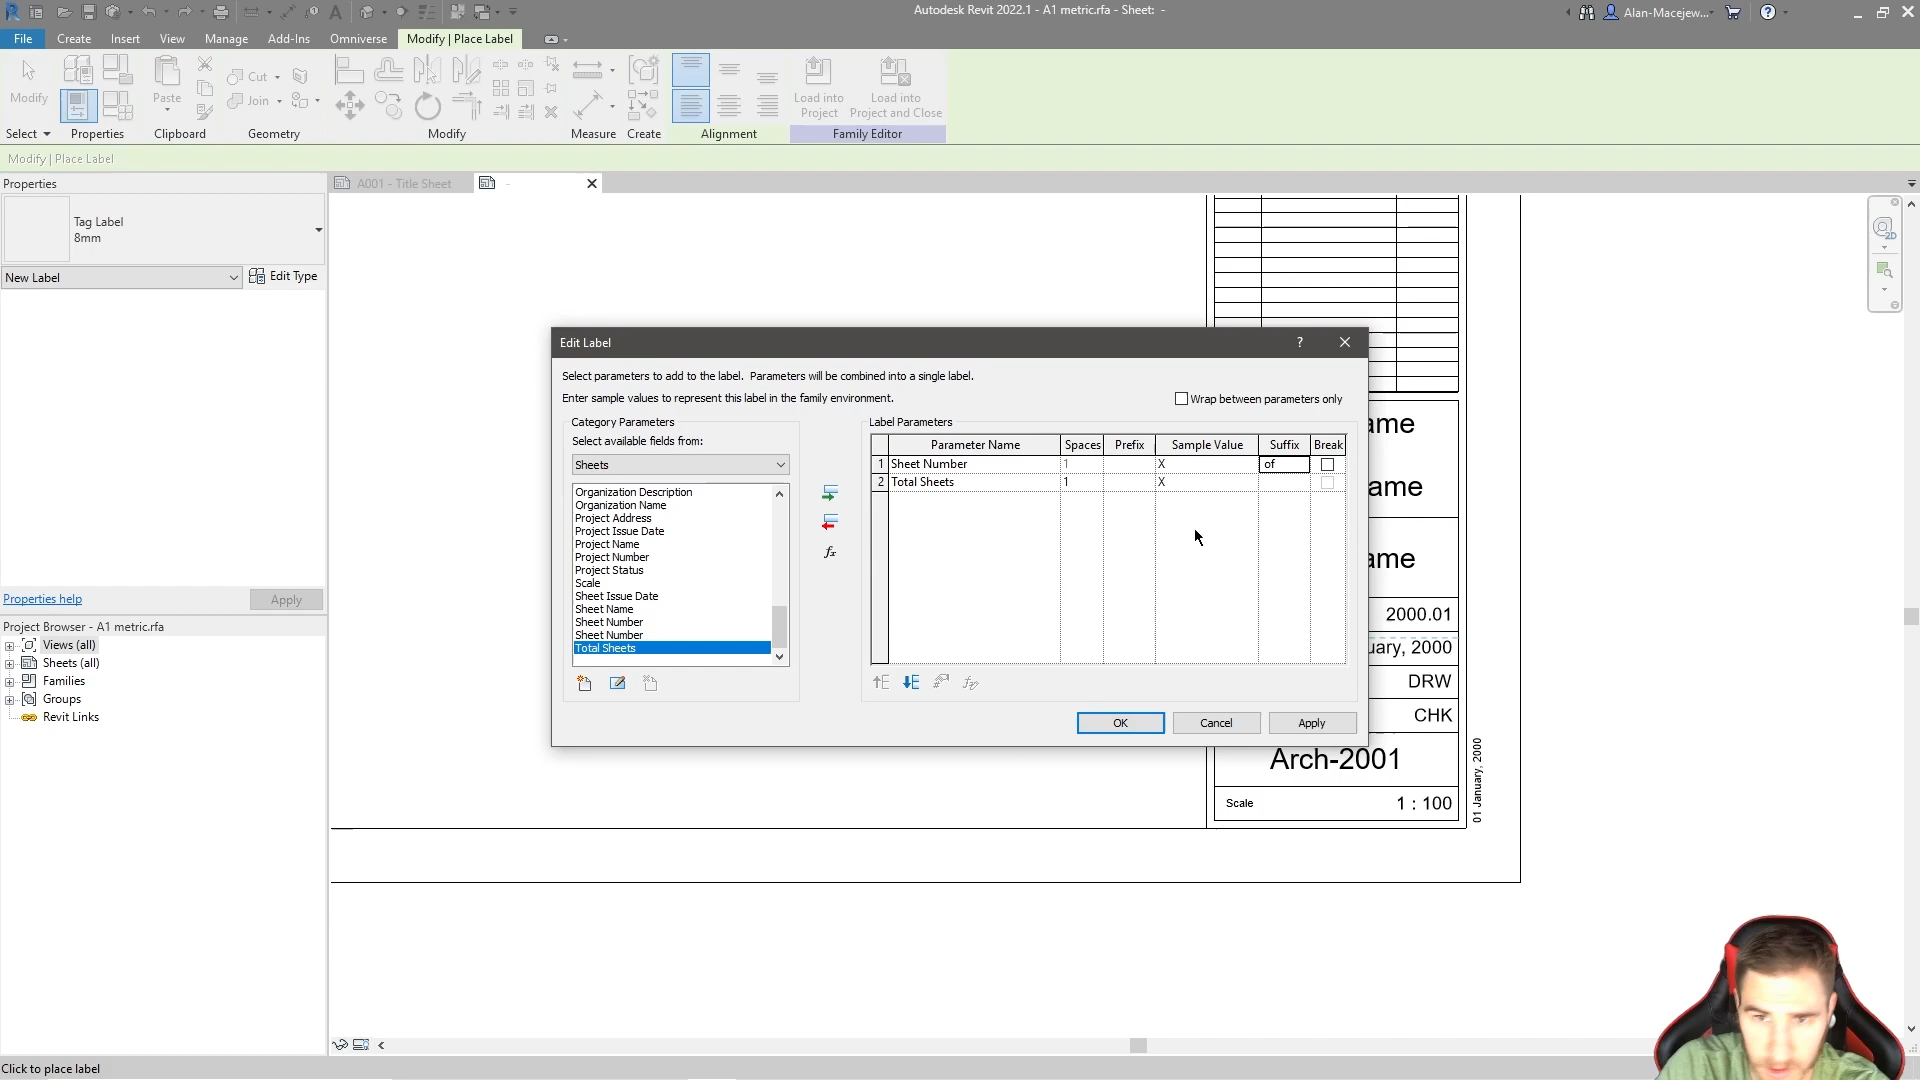 Autodesk Revit 2022.1 - A1 metric.rfa - Sheet: -
Alan-Macejew...
File
Create
Insert
View
Manage
Add-Ins
Omniverse
Modify | Place Label
Modify
Paste
Cut
Join
Load into
Project
Load into
Project and Close
Select
Properties
Clipboard
Geometry
Modify
Measure
Create
Alignment
Family Editor
Modify | Place Label
Properties
A001 - Title Sheet
-
Tag Label
8mm
New Label
Edit Type
Properties help
Apply
Project Browser - A1 metric.rfa
Views (all)
Sheets (all)
Families
Groups
Revit Links
Edit Label
Select parameters to add to the label. Parameters will be combined into a single label.
Enter sample values to represent this label in the family environment.
Wrap between parameters only
Category Parameters
Label Parameters
Select available fields from:
Sheets
Organization Description
Organization Name
Project Address
Project Issue Date
Project Name
Project Number
Project Status
Scale
Sheet Issue Date
Sheet Name
Sheet Number
Sheet Number
Total Sheets
fx
Parameter Name Spaces Prefix Sample Value Suffix Break
1 Sheet Number 1 X of
2 Total Sheets 1 X
OK
Cancel
Apply
ame
ame
ame
2000.01
uary, 2000
DRW
CHK
Arch-2001
Scale
1 : 100
01 January, 2000
2D
Click to place label